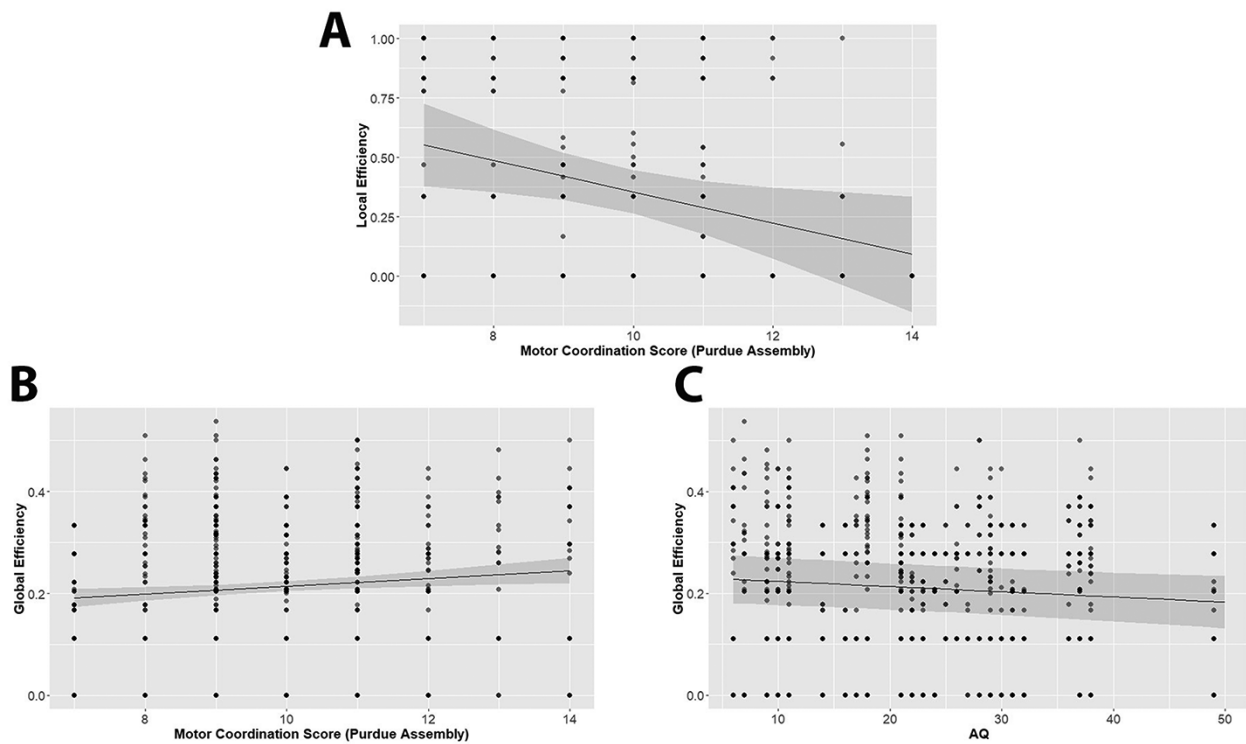 A
1.00
0.75
0.50
0.25
0.00
Local Efficiency
8 10 12 14
Motor Coordination Score (Purdue Assembly)
B
0.4
0.2
0.0
Global Efficiency
8 10 12 14
Motor Coordination Score (Purdue Assembly)
C
0.4
0.2
0.0
Global Efficiency
10 20 30 40 50
AQ